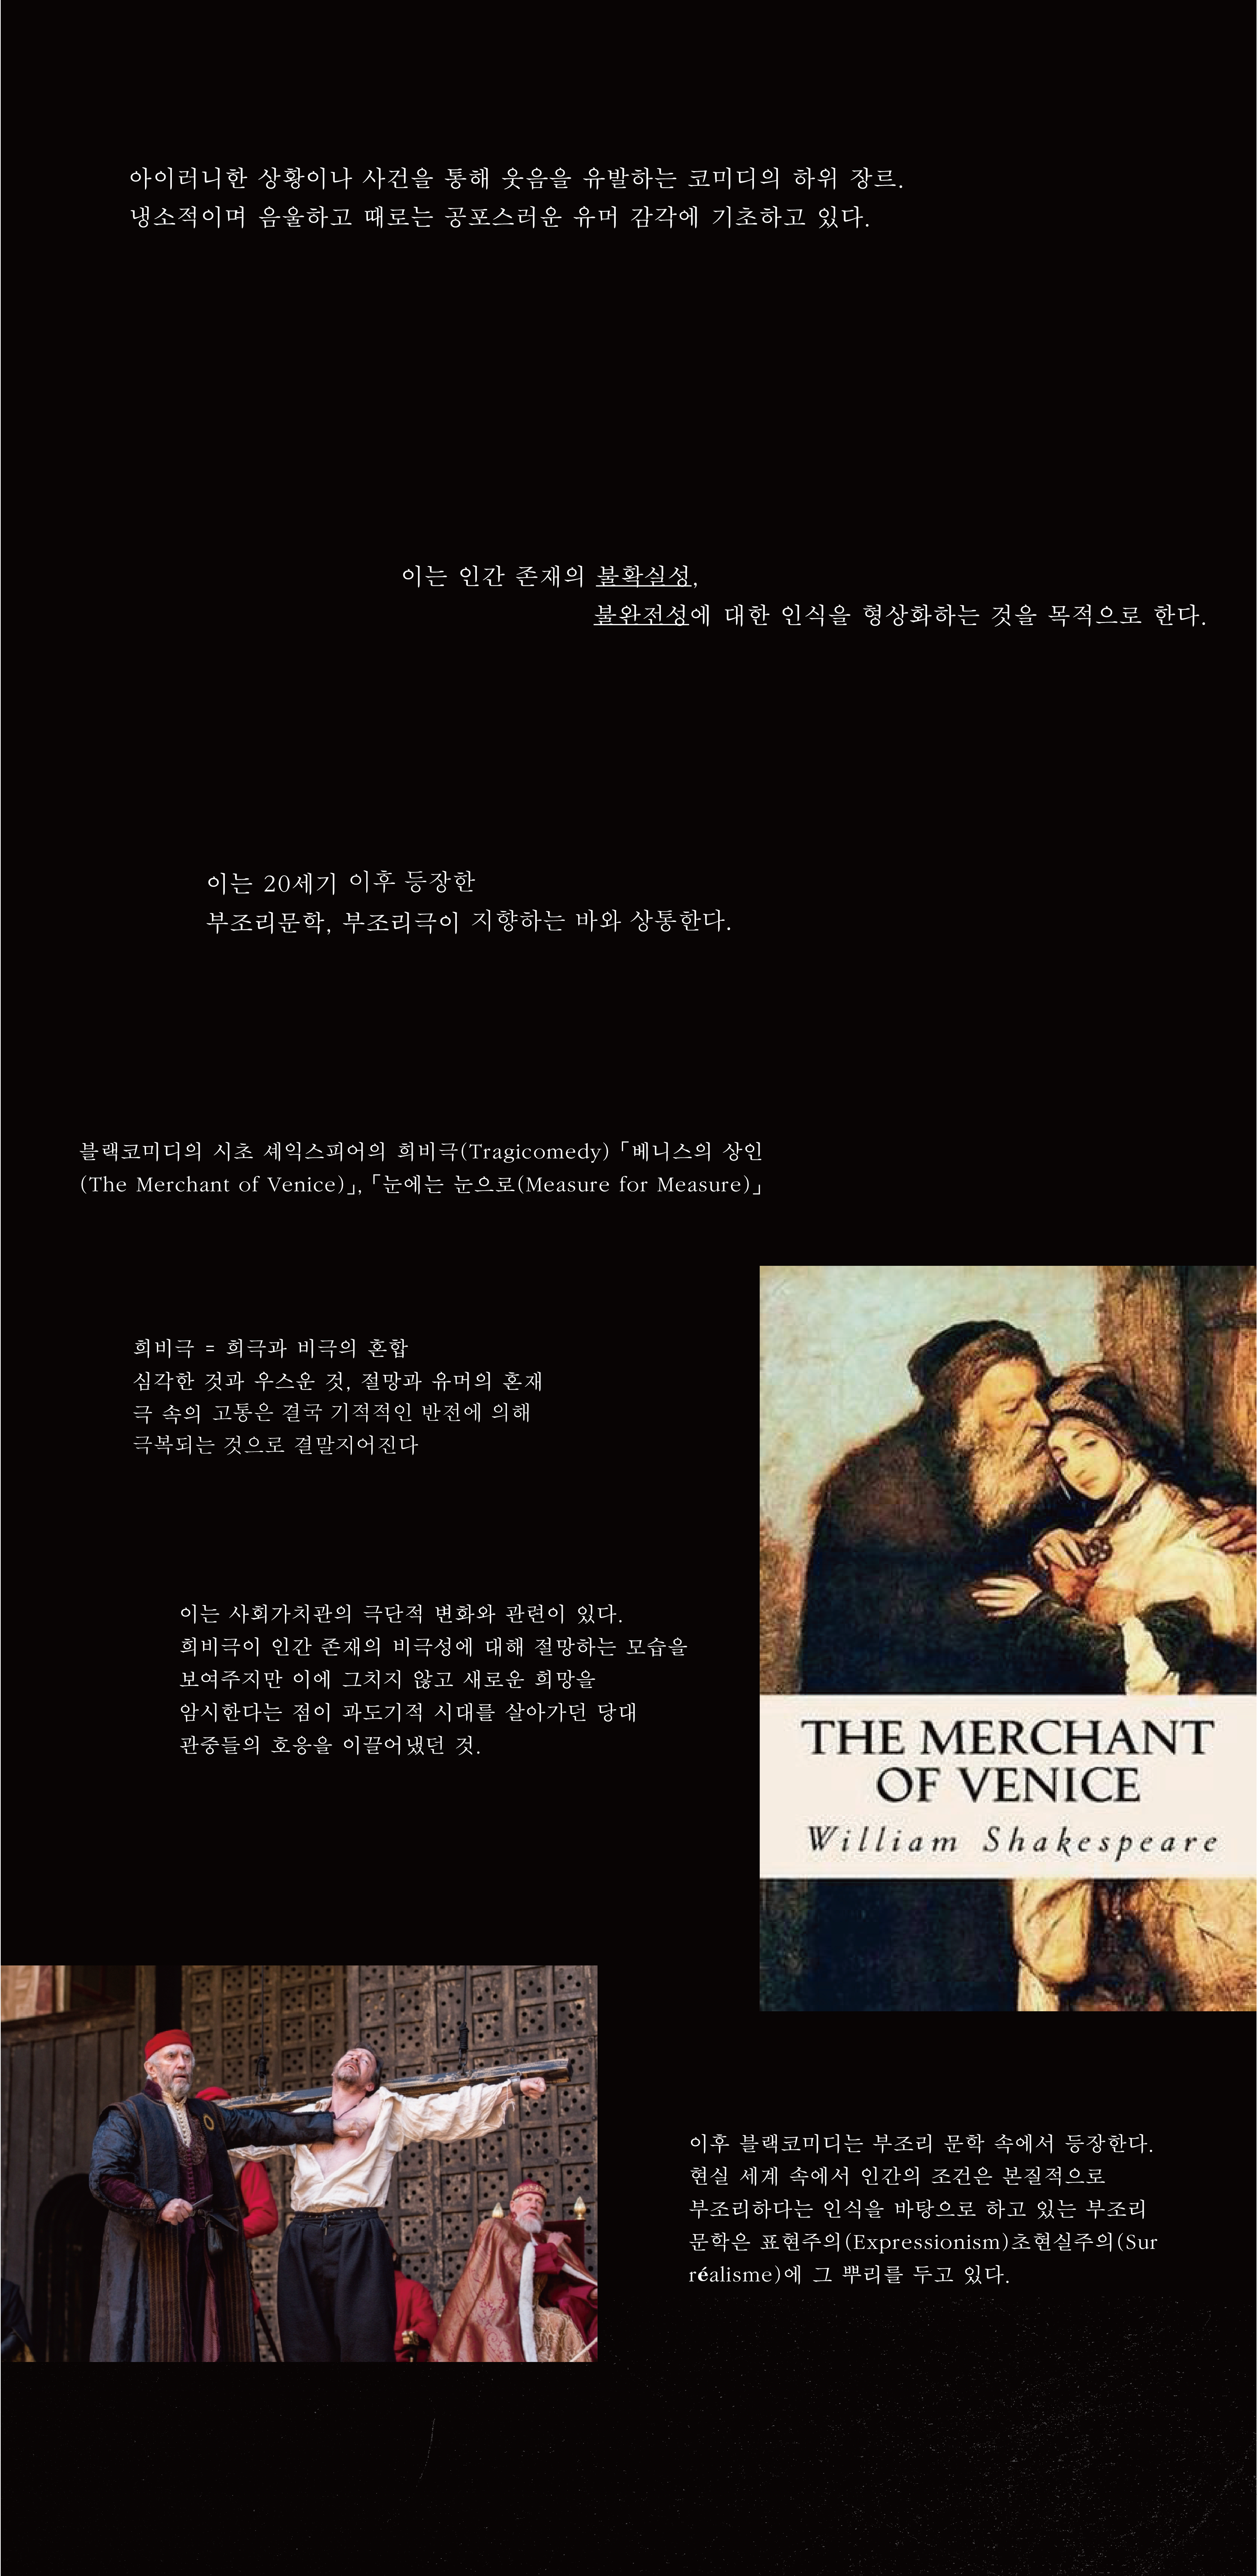 아이러니한 상황이나 사건을 통해 웃음을 유발하는 코미디의 하위 장르.
냉소적이며 음울하고 때로는 공포스러운 유머 감각에 기초하고 있다.
이는 인간 존재의 불확실성,
불완전성에 대한 인식을 형상화하는 것을 목적으로 한다.
이는 20세기 이후 등장한
부조리문학, 부조리극이 지향하는 바와 상통한다.
블랙코미디의 시초 셰익스피어의 희비극(Tragicomedy) 「베니스의 상인
(The Merchant of Venice)」, 「눈에는 눈으로(Measure for Measure)」
희비극 = 희극과 비극의 혼합
심각한 것과 우스운 것, 절망과 유머의 혼재
극 속의 고통은 결국 기적적인 반전에 의해
극복되는 것으로 결말지어진다
이는 사회가치관의 극단적 변화와 관련이 있다.
희비극이 인간 존재의 비극성에 대해 절망하는 모습을
보여주지만 이에 그치지 않고 새로운 희망을
암시한다는 점이 과도기적 시대를 살아가던 당대
관중들의 호응을 이끌어냈던 것.
THE MERCHANT
OF VENICE
William Shakespeare
이후 블랙코미디는 부조리 문학 속에서 등장한다.
현실 세계 속에서 인간의 조건은 본질적으로
부조리하다는 인식을 바탕으로 하고 있는 부조리
문학은 표현주의(Expressionism)초현실주의(Sur
réalisme)에 그 뿌리를 두고 있다.